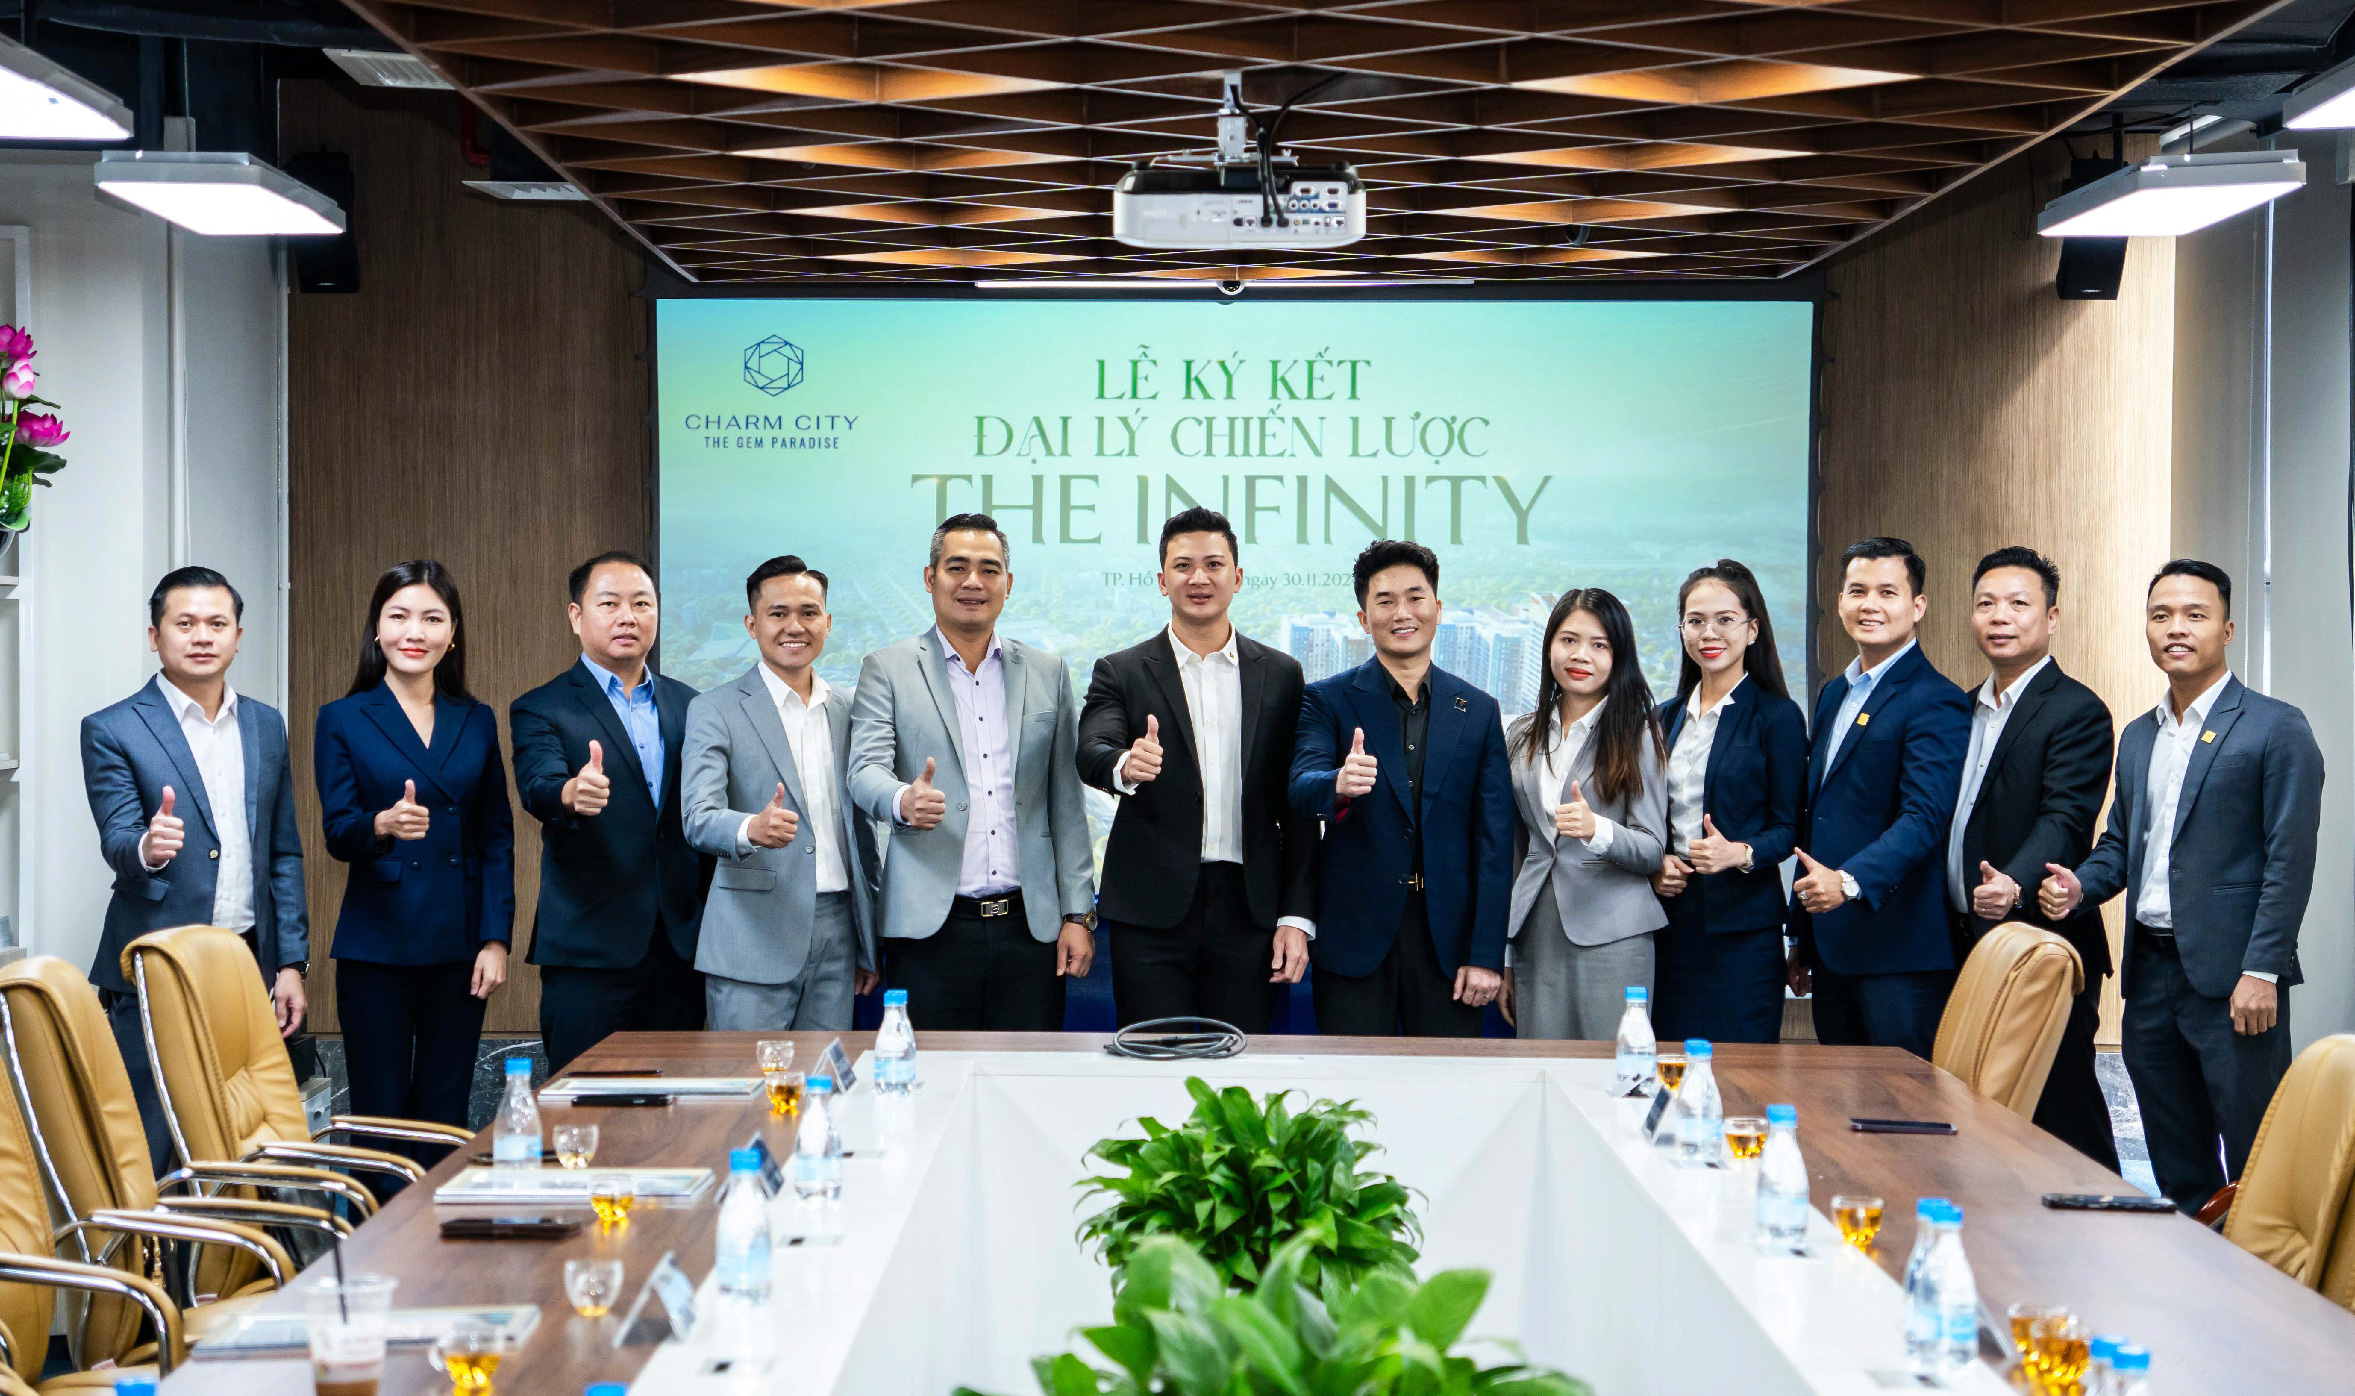 CHARM CITY
THE GEM PARADISE
LỄ KÝ KẾT
ĐẠI LÝ CHIẾN LƯỢC
THE INFINITY
TP. Hồ ngày 30.11.202